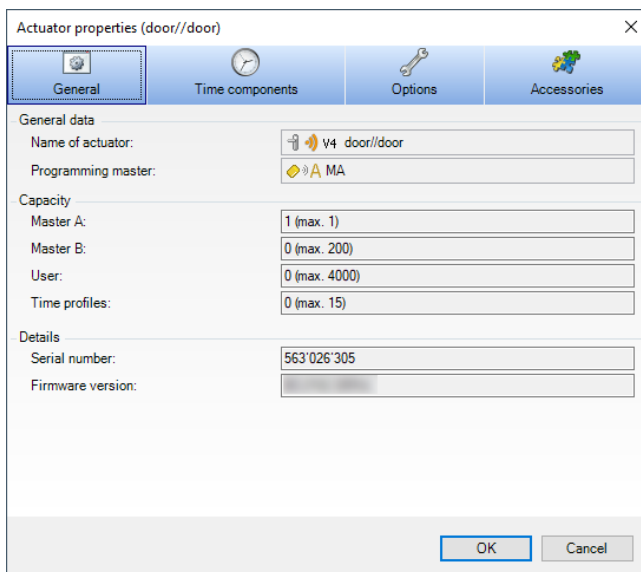 Actuator properties (door//door)
General Time components Options Accessories
General data
Name of actuator: V4 door//door
Programming master: A MA
Capacity
Master A: 1 (max. 1)
Master B: 0 (max. 200)
User: 0 (max. 4000)
Time profiles: 0 (max. 15)
Details
Serial number: 563'026'305
Firmware version:
OK Cancel